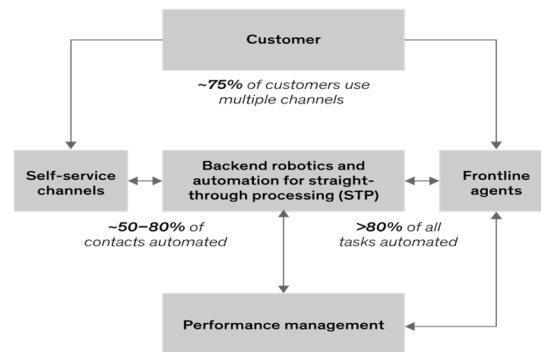 Customer
~75% of customers use
multiple channels
Self-service
channels
Backend robotics and
automation for straight-
through processing (STP)
Frontline
agents
~50–80% of
contacts automated
>80% of all
tasks automated
Performance management